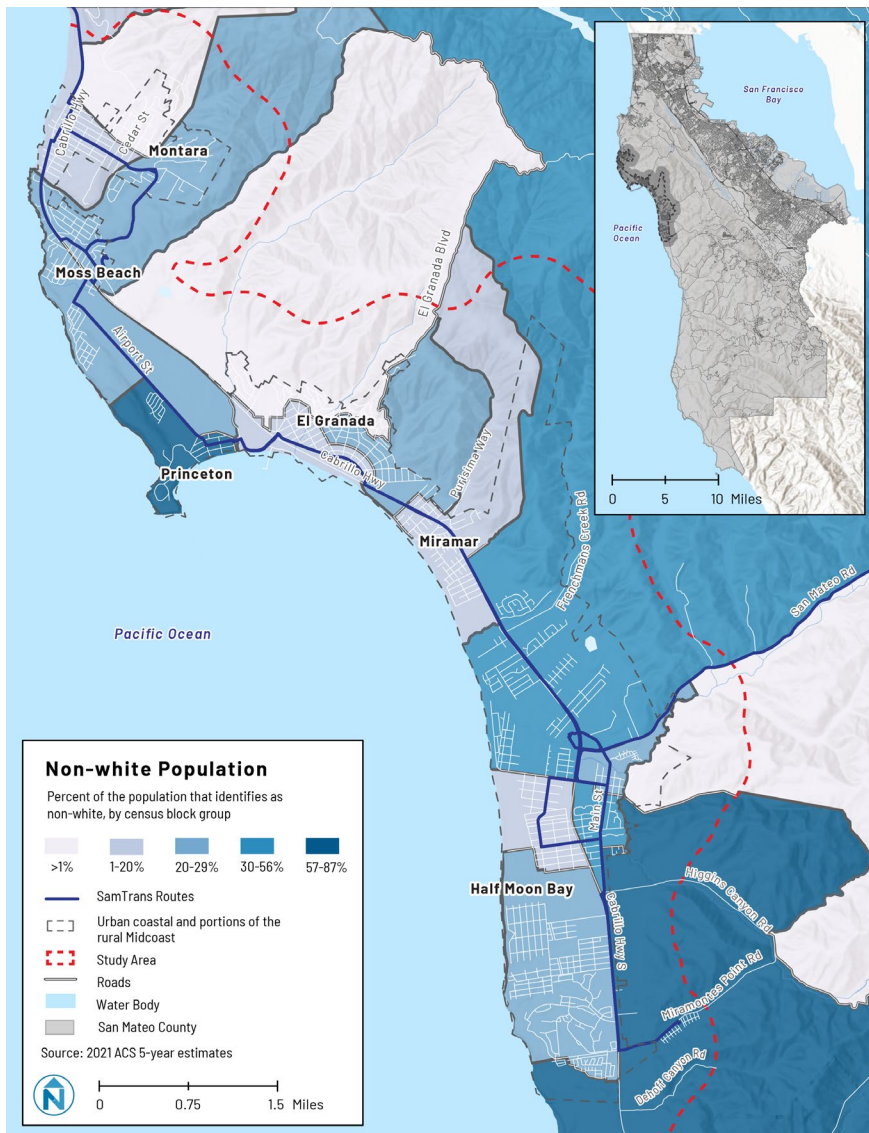 San Francisco
Bay
Pacific
Ocean
0 5 10 Miles
Cabrillo Hwy
Cedar St
Montara
Moss Beach
Airport St
El Granada Blvd
El Granada
Princeton
Cabrillo Hwy
Purisima Way
Miramar
Frenchmans Creek Rd
San Mateo Rd
Pacific Ocean
Main St
Half Moon Bay
Cabrillo Hwy S
Higgins Canyon Rd
Miramontes Point Rd
Dehoff Canyon Rd
Non-white Population
Percent of the population that identifies as
non-white, by census block group
>1% 1-20% 20-29% 30-56% 57-87%
SamTrans Routes
Urban coastal and portions of the
rural Midcoast
Study Area
Roads
Water Body
San Mateo County
Source: 2021 ACS 5-year estimates
N
0 0.75 1.5 Miles